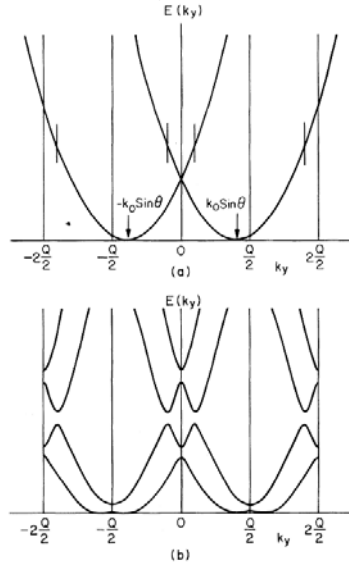 E(ky)
-k₀Sinθ k₀Sinθ
-2Q/2 -Q/2 0 Q/2 ky 2Q/2
(a)
E(ky)
-2Q/2 -Q/2 0 Q/2 ky 2Q/2
(b)